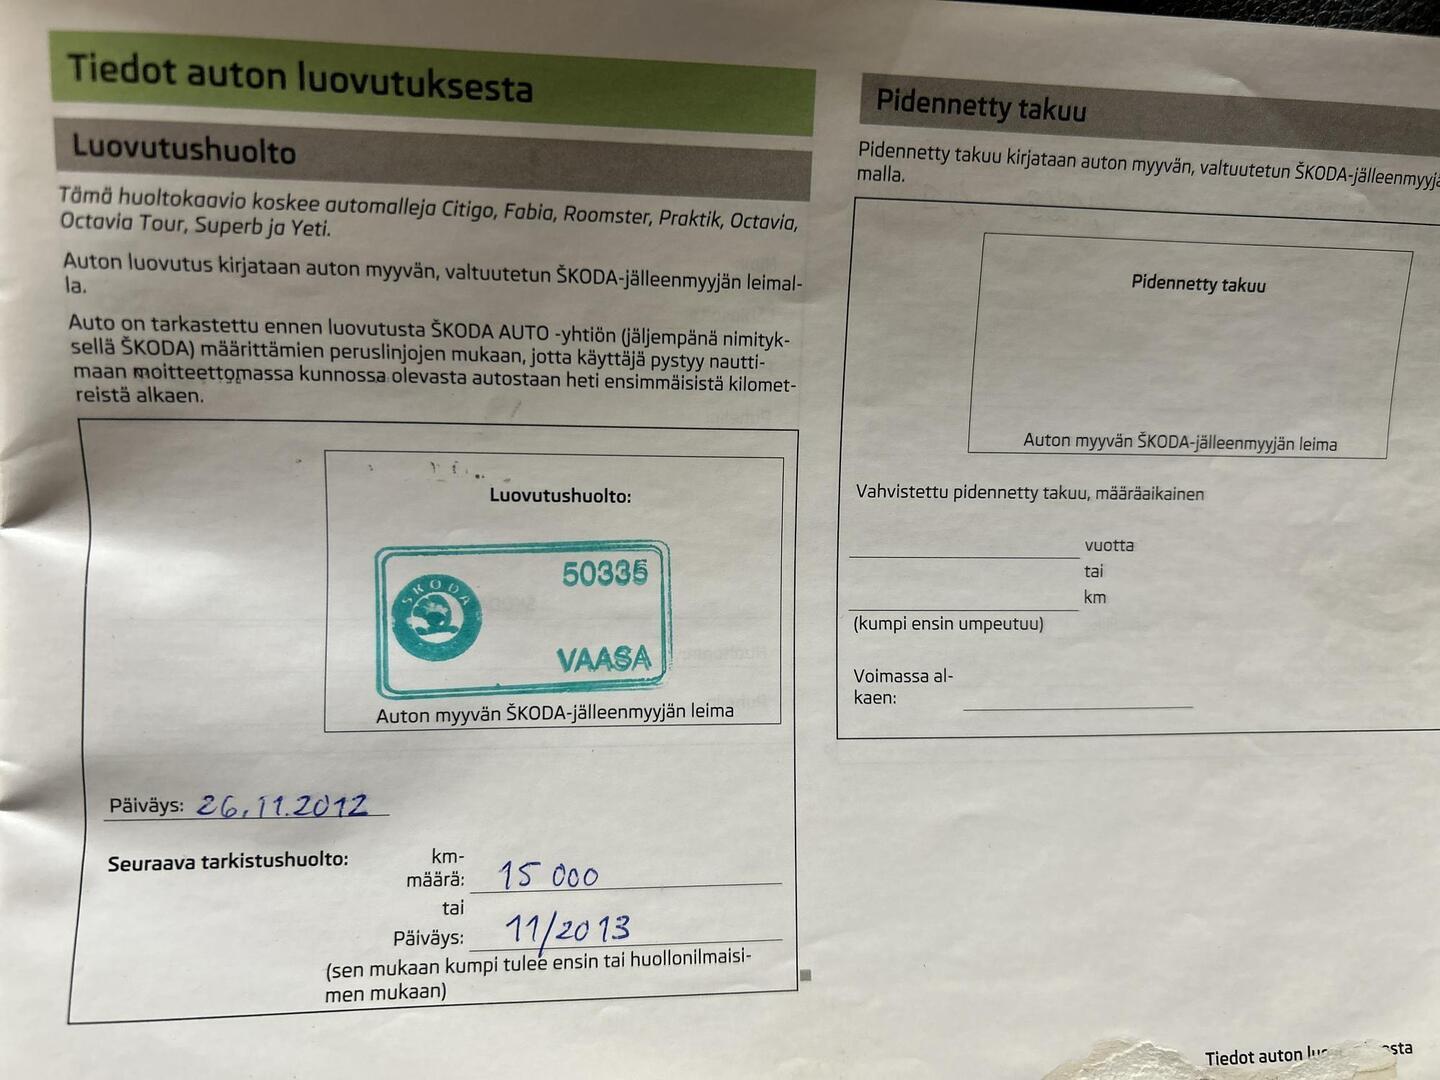 Tiedot auton luovutuksesta
Luovutushuolto
Tämä huoltokaavio koskee automalleja Citigo, Fabia, Roomster, Praktik, Octavia,
Octavia Tour, Superb ja Yeti.
Auton luovutus kirjataan auton myyvän, valtuutetun ŠKODA-jälleenmyyjän leimal-
la.
Auto on tarkastettu ennen luovutusta ŠKODA AUTO -yhtiön (jäljempänä nimityk-
sellä ŠKODA) määrittämien peruslinjojen mukaan, jotta käyttäjä pystyy nautti-
maan moitteettomassa kunnossa olevasta autostaan heti ensimmäisistä kilomet-
reistä alkaen.
Luovutushuolto:
SKODA
50335
VAASA
Auton myyvän ŠKODA-jälleenmyyjän leima
Päiväys: 26.11.2012
Seuraava tarkistushuolto:
km-
määrä: 15 000
tai
Päiväys: 11/2013
(sen mukaan kumpi tulee ensin tai huollonilmaisi-
men mukaan)
Pidennetty takuu
Pidennetty takuu kirjataan auton myyvän, valtuutetun
malla.
Pidennetty takuu
Auton myyvän ŠKODA-jälleenmyyjän leima
Vahvistettu pidennetty takuu, määräaikainen
vuotta
tai
km
(kumpi ensin umpeutuu)
Voimassa al-
kaen:
Tiedot auton